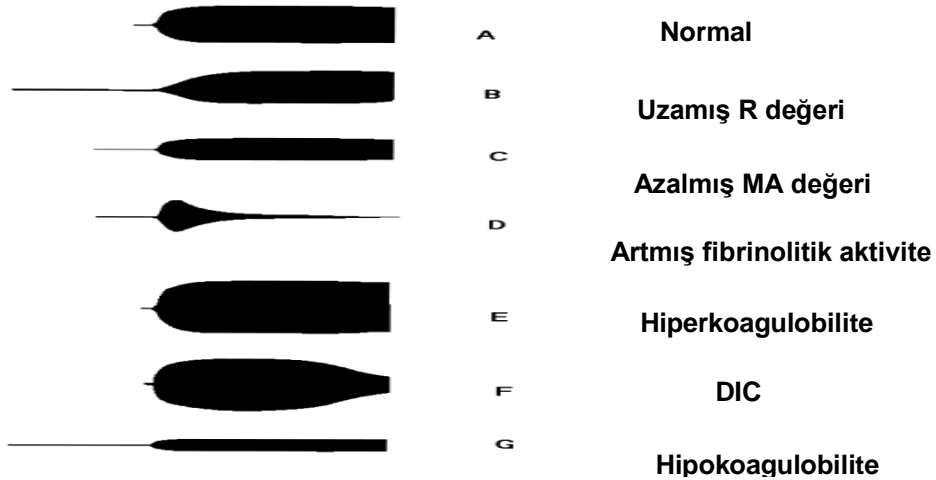 A Normal
B Uzamış R değeri
C Azalmış MA değeri
D Artmış fibrinolitik aktivite
E Hiperkoagulobilite
F DIC
G Hipokoagulobilite